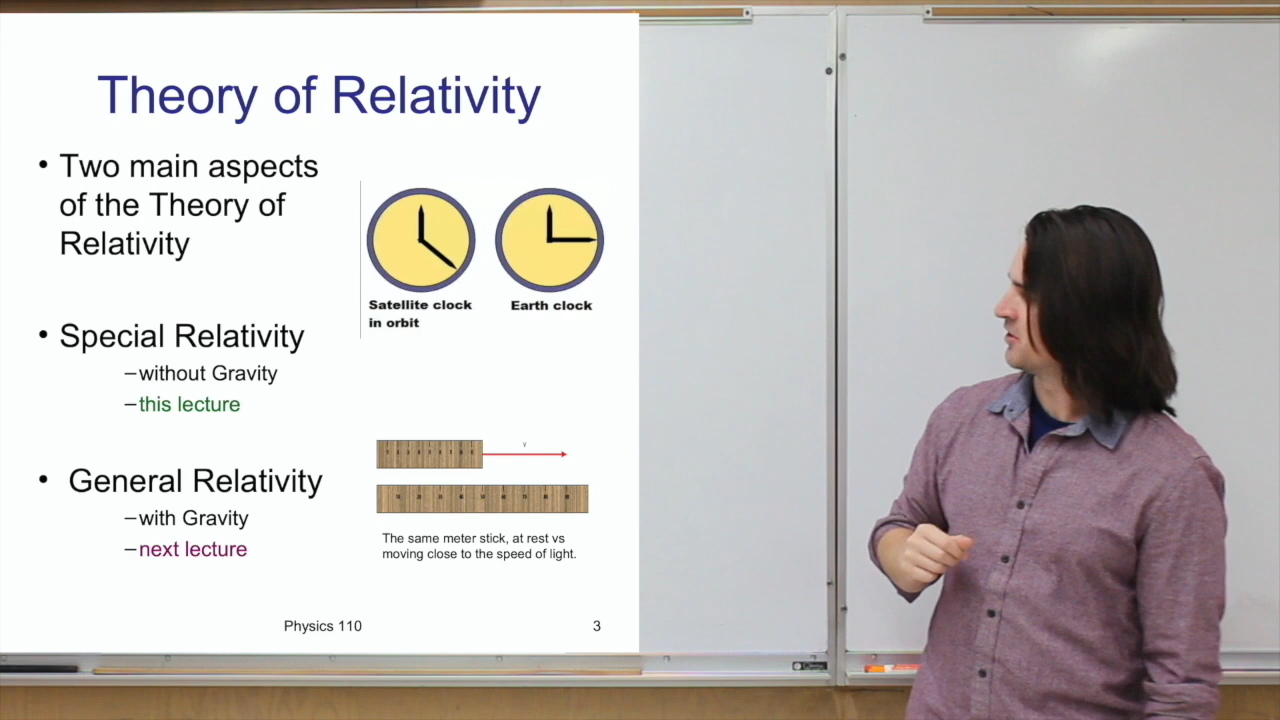 Theory of Relativity
• Two main aspects
of the Theory of
Relativity
Satellite clock
in orbit
Earth clock
• Special Relativity
–without Gravity
–this lecture
• General Relativity
–with Gravity
–next lecture
v
The same meter stick, at rest vs
moving close to the speed of light.
Physics 110
3